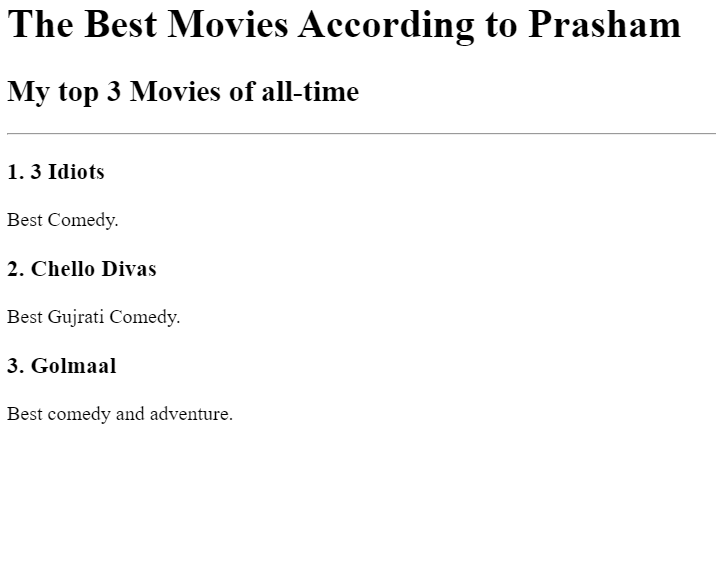 The Best Movies According to Prasham
My top 3 Movies of all-time
1. 3 Idiots
Best Comedy.
2. Chello Divas
Best Gujrati Comedy.
3. Golmaal
Best comedy and adventure.